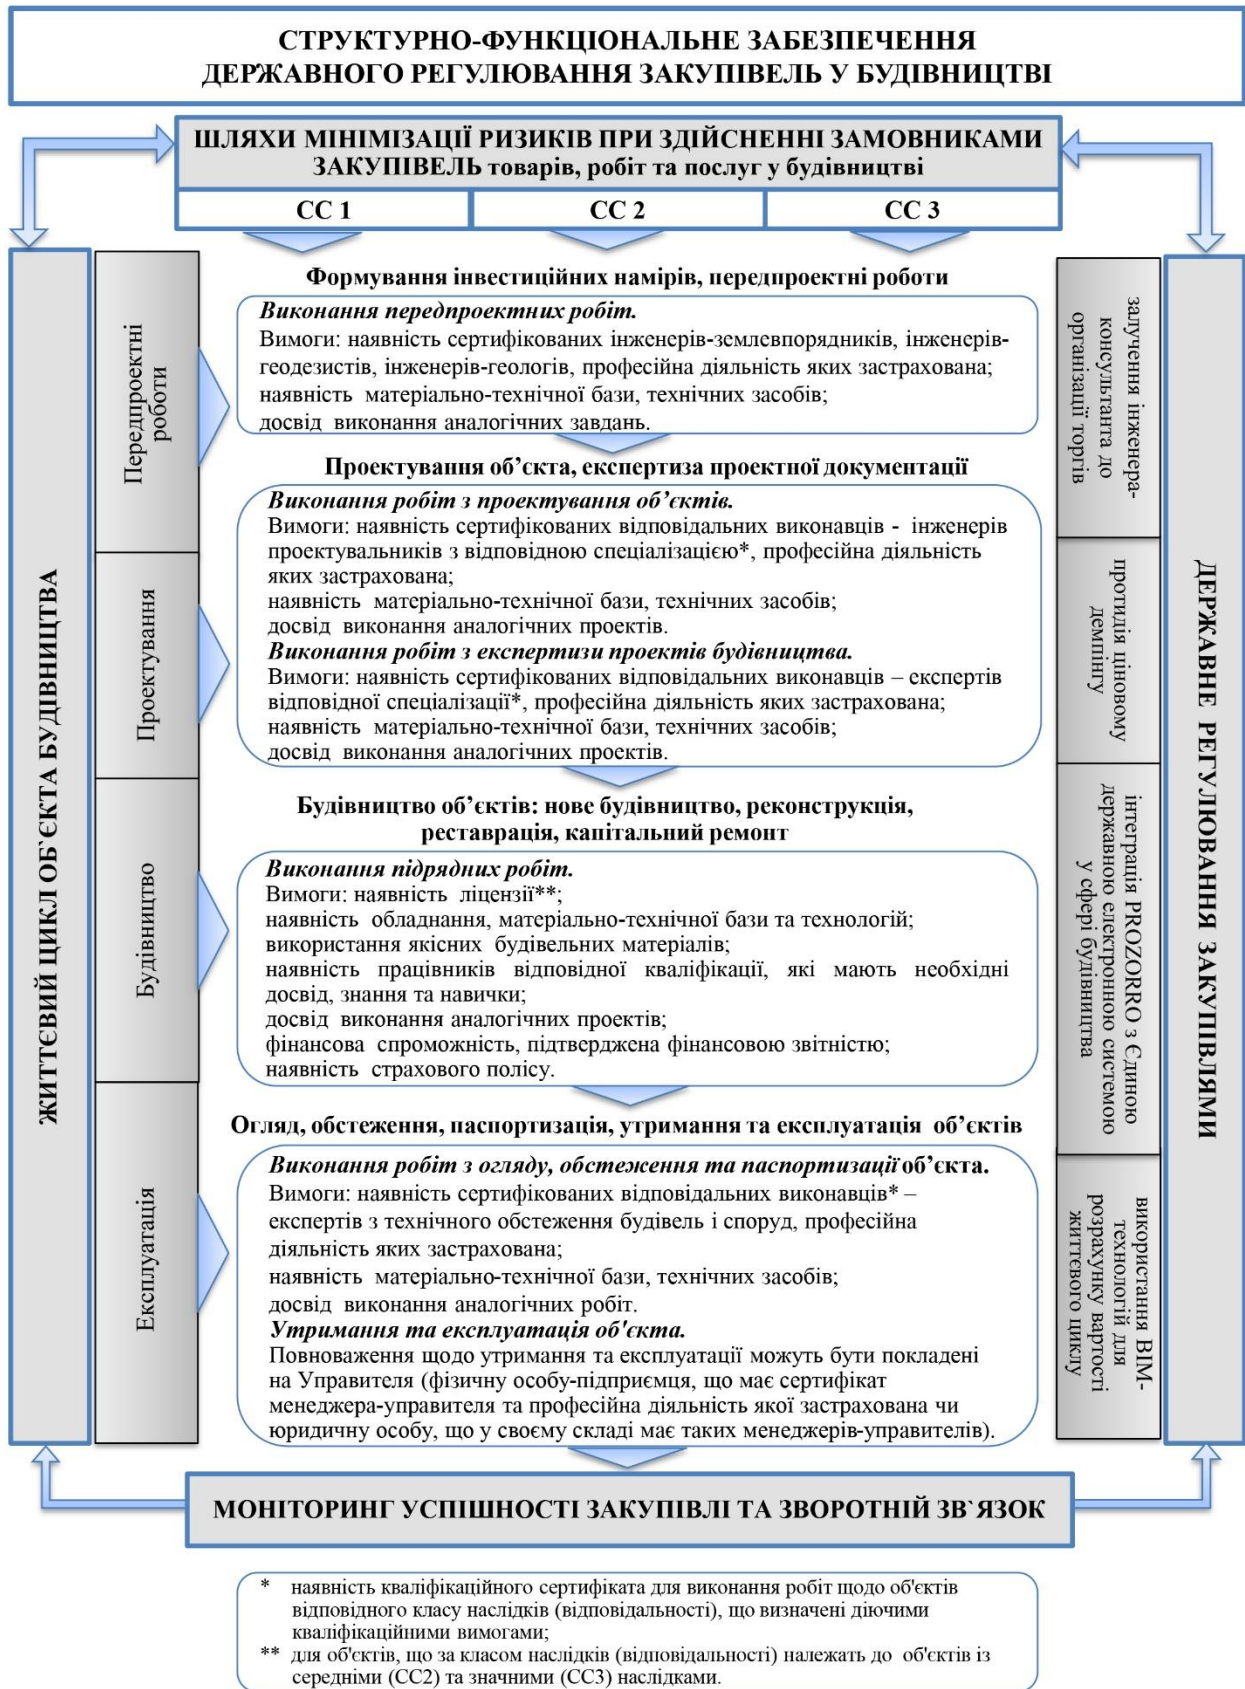 СТРУКТУРНО-ФУНКЦІОНАЛЬНЕ ЗАБЕЗПЕЧЕННЯ
ДЕРЖАВНОГО РЕГУЛЮВАННЯ ЗАКУПІВЕЛЬ У БУДІВНИЦТВІ
ШЛЯХИ МІНІМІЗАЦІЇ РИЗИКІВ ПРИ ЗДІЙСНЕННІ ЗАМОВНИКАМИ
ЗАКУПІВЕЛЬ товарів, робіт та послуг у будівництві
СС 1
СС 2
СС 3
ЖИТТЄВИЙ ЦИКЛ ОБ`ЄКТА БУДІВНИЦТВА
Передпроектні
роботи
Проектування
Будівництво
Експлуатація
Формування інвестиційних намірів, передпроектні роботи
Виконання передпроектних робіт.
Вимоги: наявність сертифікованих інженерів-землевпорядників, інженерів-
геодезистів, інженерів-геологів, професійна діяльність яких застрахована;
наявність матеріально-технічної бази, технічних засобів;
досвід виконання аналогічних завдань.
Проектування об’єкта, експертиза проектної документації
Виконання робіт з проектування об’єктів.
Вимоги: наявність сертифікованих відповідальних виконавців - інженерів
проектувальників з відповідною спеціалізацією*, професійна діяльність
яких застрахована;
наявність матеріально-технічної бази, технічних засобів;
досвід виконання аналогічних проектів.
Виконання робіт з експертизи проектів будівництва.
Вимоги: наявність сертифікованих відповідальних виконавців – експертів
відповідної спеціалізації*, професійна діяльність яких застрахована;
наявність матеріально-технічної бази, технічних засобів;
досвід виконання аналогічних проектів.
Будівництво об’єктів: нове будівництво, реконструкція,
реставрація, капітальний ремонт
Виконання підрядних робіт.
Вимоги: наявність ліцензії**;
наявність обладнання, матеріально-технічної бази та технологій;
використання якісних будівельних матеріалів;
наявність працівників відповідної кваліфікації, які мають необхідні
досвід, знання та навички;
досвід виконання аналогічних проектів;
фінансова спроможність, підтверджена фінансовою звітністю;
наявність страхового полісу.
Огляд, обстеження, паспортизація, утримання та експлуатація об’єктів
Виконання робіт з огляду, обстеження та паспортизації об’єкта.
Вимоги: наявність сертифікованих відповідальних виконавців* –
експертів з технічного обстеження будівель і споруд, професійна
діяльність яких застрахована;
наявність матеріально-технічної бази, технічних засобів;
досвід виконання аналогічних робіт.
Утримання та експлуатація об'єкта.
Повноваження щодо утримання та експлуатації можуть бути покладені
на Управителя (фізичну особу-підприємця, що має сертифікат
менеджера-управителя та професійна діяльність якої застрахована чи
юридичну особу, що у своєму складі має таких менеджерів-управителів).
залучення інженера-
консультанта до
організації торгів
протидія ціновому
демпінгу
інтеграція PROZORRO з Єдиною
державною електронною системою
у сфері будівництва
використання BIM-
технологій для
розрахунку вартості
життєвого циклу
ДЕРЖАВНЕ РЕГУЛЮВАННЯ ЗАКУПІВЛЯМИ
МОНІТОРИНГ УСПІШНОСТІ ЗАКУПІВЛІ ТА ЗВОРОТНІЙ ЗВ`ЯЗОК
* наявність кваліфікаційного сертифіката для виконання робіт щодо об'єктів
відповідного класу наслідків (відповідальності), що визначені діючими
кваліфікаційними вимогами;
** для об'єктів, що за класом наслідків (відповідальності) належать до об'єктів із
середніми (СС2) та значними (СС3) наслідками.